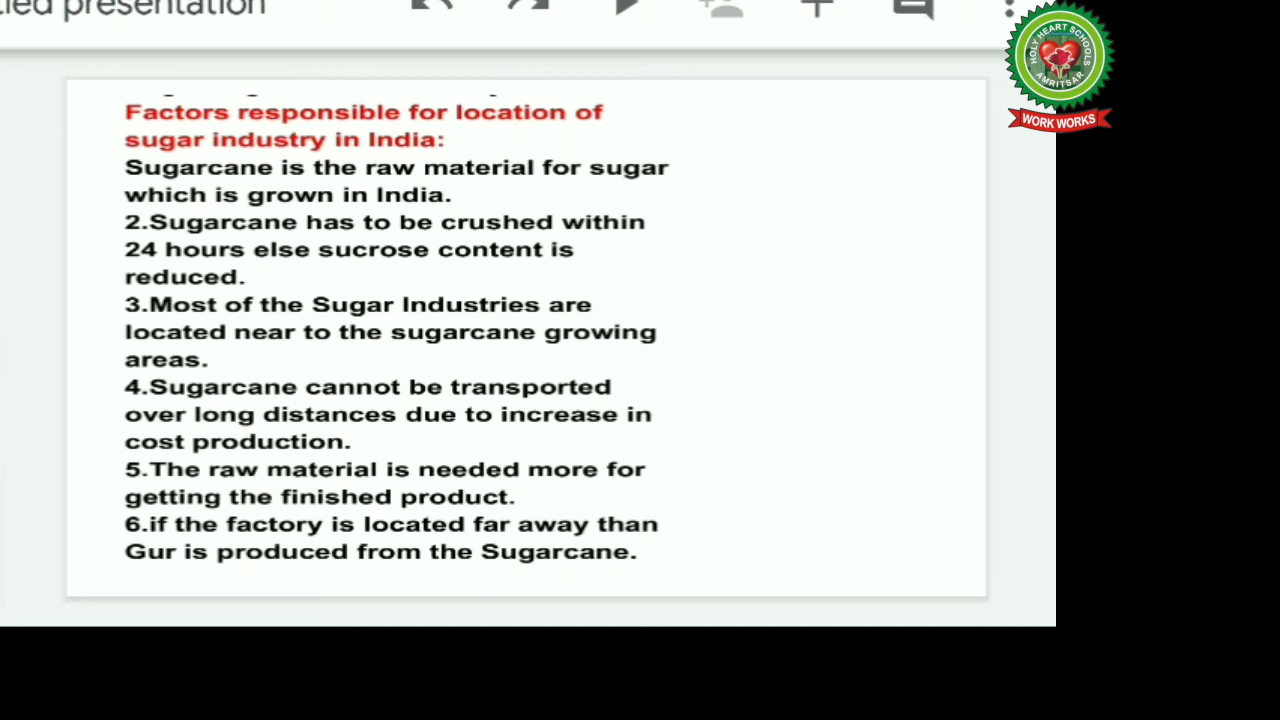 tled presentation
HOLY HEART SCHOOLS
AMRITSAR
WORK WORKS
Factors responsible for location of
sugar industry in India:
Sugarcane is the raw material for sugar
which is grown in India.
2.Sugarcane has to be crushed within
24 hours else sucrose content is
reduced.
3.Most of the Sugar Industries are
located near to the sugarcane growing
areas.
4.Sugarcane cannot be transported
over long distances due to increase in
cost production.
5.The raw material is needed more for
getting the finished product.
6.if the factory is located far away than
Gur is produced from the Sugarcane.